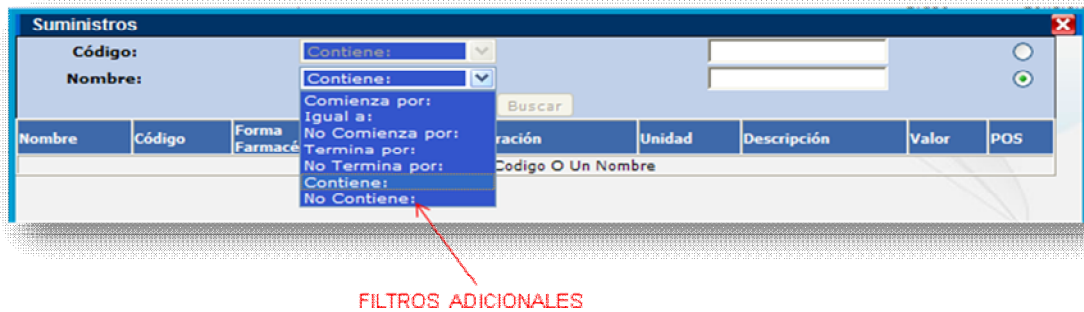 Suministros
Código: Contiene:
Nombre: Contiene:
Comienza por:
Igual a:
No Comienza por:
Termina por:
No Termina por:
Contiene:
No Contiene:
Buscar
Nombre Código Forma Farmacé ración Unidad Descripción Valor POS
Codigo O Un Nombre
FILTROS ADICIONALES